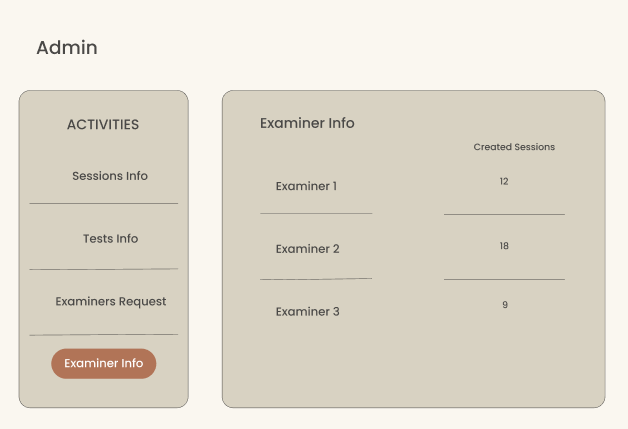 Admin
ACTIVITIES
Sessions Info
Tests Info
Examiners Request
Examiner Info
Examiner Info
Created Sessions
Examiner 1 12
Examiner 2 18
Examiner 3 9